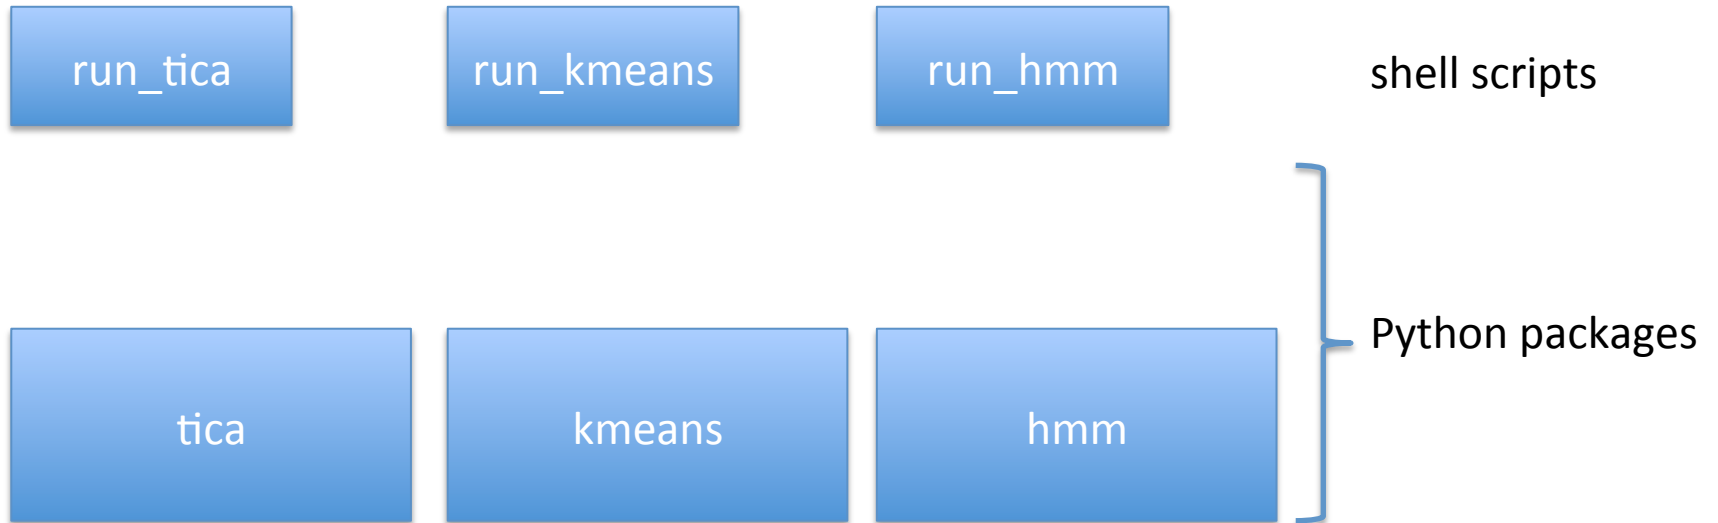 run_tica
run_kmeans
run_hmm
shell scripts
Python packages
tica
kmeans
hmm